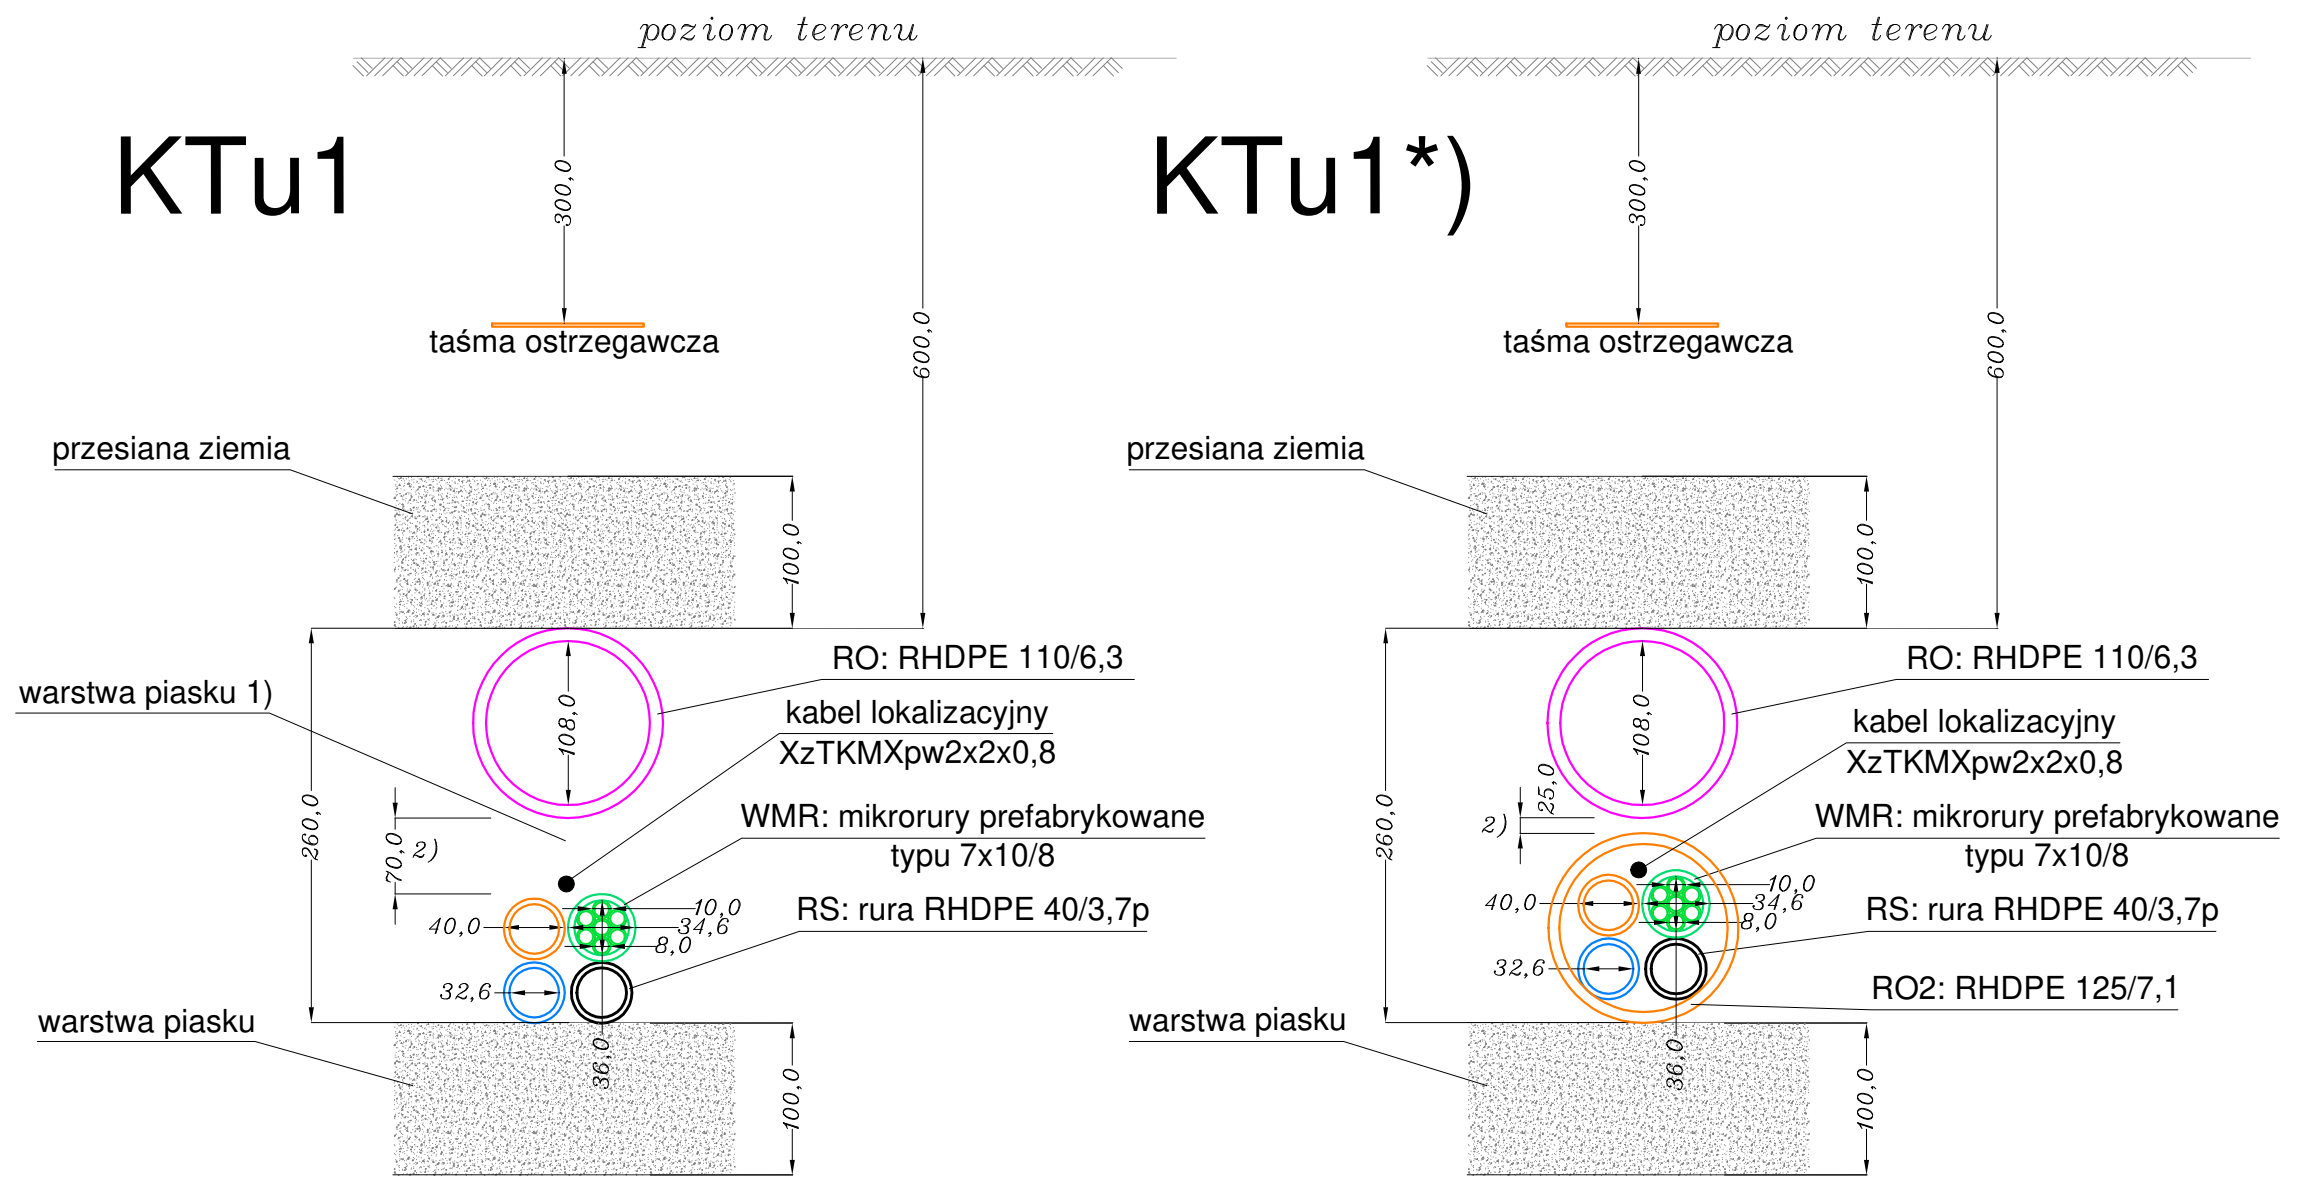 poziom terenu
KTu1
300,0
600,0
taśma ostrzegawcza
przesiana ziemia
100,0
RO: RHDPE 110/6,3
warstwa piasku 1)
108,0
kabel lokalizacyjny
XzTKMXpw2x2x0,8
260,0
70,0
2)
WMR: mikrorury prefabrykowane
typu 7x10/8
10,0
RS: rura RHDPE 40/3,7p
40,0
34,6
8,0
32,6
warstwa piasku
36,0
100,0
poziom terenu
KTu1*)
300,0
600,0
taśma ostrzegawcza
przesiana ziemia
100,0
RO: RHDPE 110/6,3
108,0
kabel lokalizacyjny
XzTKMXpw2x2x0,8
25,0
2)
260,0
WMR: mikrorury prefabrykowane
typu 7x10/8
10,0
40,0
34,6
RS: rura RHDPE 40/3,7p
8,0
32,6
RO2: RHDPE 125/7,1
warstwa piasku
36,0
100,0